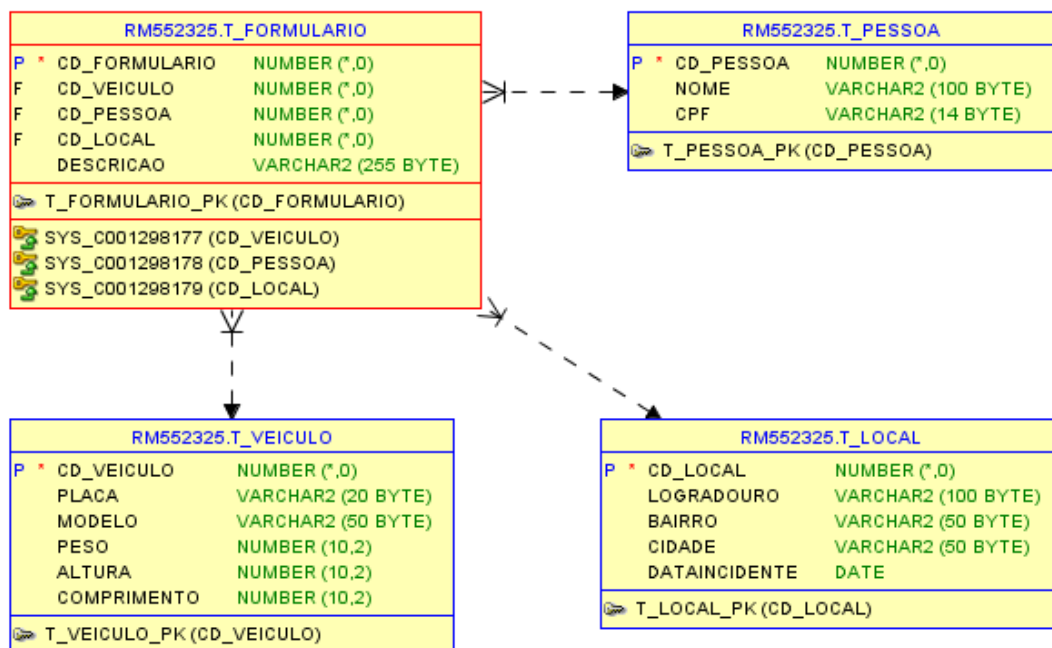 RM552325.T_FORMULARIO
P * CD_FORMULARIO NUMBER (*,0)
F CD_VEICULO NUMBER (*,0)
F CD_PESSOA NUMBER (*,0)
F CD_LOCAL NUMBER (*,0)
DESCRICAO VARCHAR2 (255 BYTE)
T_FORMULARIO_PK (CD_FORMULARIO)
SYS_C001298177 (CD_VEICULO)
SYS_C001298178 (CD_PESSOA)
SYS_C001298179 (CD_LOCAL)
RM552325.T_PESSOA
P * CD_PESSOA NUMBER (*,0)
NOME VARCHAR2 (100 BYTE)
CPF VARCHAR2 (14 BYTE)
T_PESSOA_PK (CD_PESSOA)
RM552325.T_VEICULO
P * CD_VEICULO NUMBER (*,0)
PLACA VARCHAR2 (20 BYTE)
MODELO VARCHAR2 (50 BYTE)
PESO NUMBER (10,2)
ALTURA NUMBER (10,2)
COMPRIMENTO NUMBER (10,2)
T_VEICULO_PK (CD_VEICULO)
RM552325.T_LOCAL
P * CD_LOCAL NUMBER (*,0)
LOGRADOURO VARCHAR2 (100 BYTE)
BAIRRO VARCHAR2 (50 BYTE)
CIDADE VARCHAR2 (50 BYTE)
DATAINCIDENTE DATE
T_LOCAL_PK (CD_LOCAL)